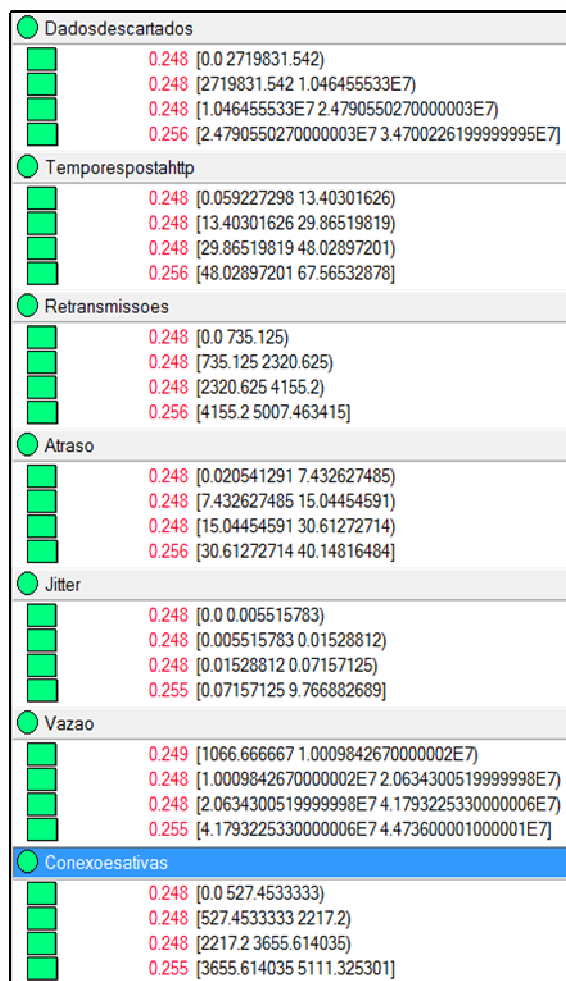 Dadosdescartados
0.248 [0.0 2719831.542)
0.248 [2719831.542 1.046455533E7)
0.248 [1.046455533E7 2.4790550270000003E7)
0.256 [2.4790550270000003E7 3.4700226199999995E7]
Temporespostahttp
0.248 [0.059227298 13.40301626)
0.248 [13.40301626 29.86519819)
0.248 [29.86519819 48.02897201)
0.256 [48.02897201 67.56532878]
Retransmissoes
0.248 [0.0 735.125)
0.248 [735.125 2320.625)
0.248 [2320.625 4155.2)
0.256 [4155.2 5007.463415]
Atraso
0.248 [0.020541291 7.432627485)
0.248 [7.432627485 15.04454591)
0.248 [15.04454591 30.61272714)
0.256 [30.61272714 40.14816484]
Jitter
0.248 [0.0 0.005515783)
0.248 [0.005515783 0.01528812)
0.248 [0.01528812 0.07157125)
0.255 [0.07157125 9.766882689]
Vazao
0.249 [1066.666667 1.0009842670000002E7)
0.248 [1.0009842670000002E7 2.0634300519999998E7)
0.248 [2.0634300519999998E7 4.1793225330000006E7)
0.255 [4.1793225330000006E7 4.473600001000001E7]
Conexoesativas
0.248 [0.0 527.4533333)
0.248 [527.4533333 2217.2)
0.248 [2217.2 3655.614035)
0.255 [3655.614035 5111.325301]